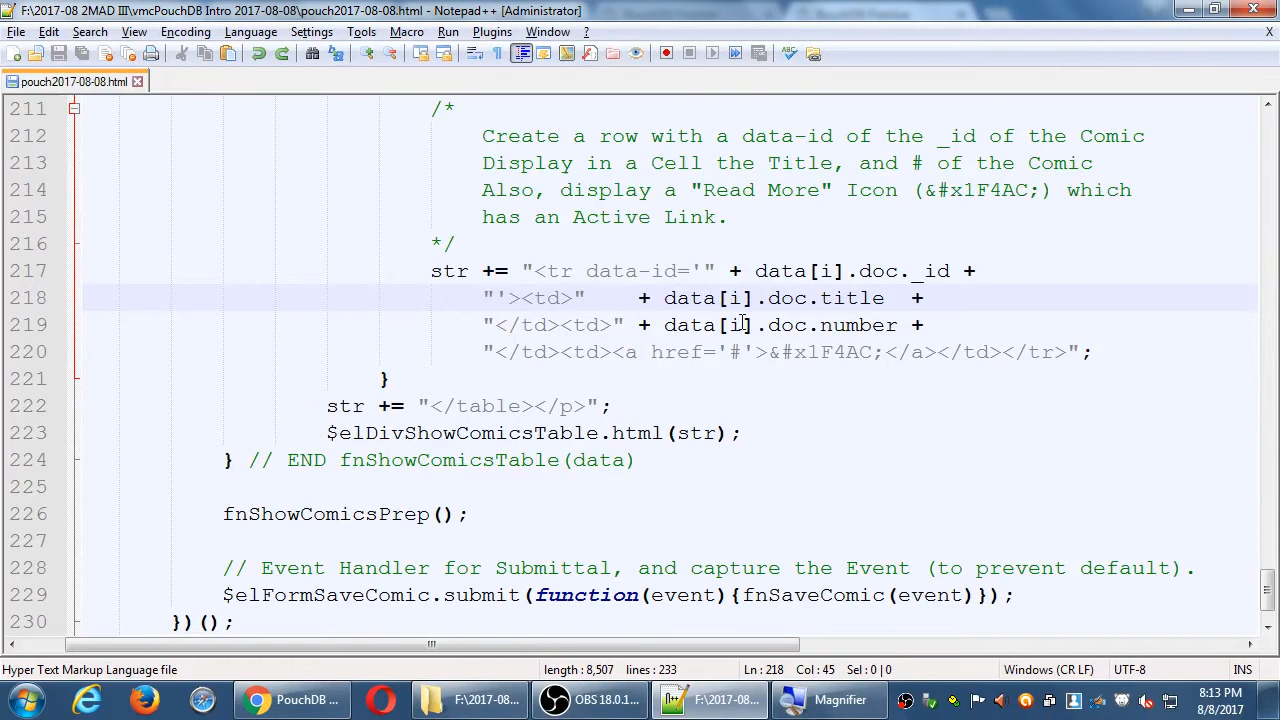 F:\2017-08 2MAD III\vmcPouchDB Intro 2017-08-08\pouch2017-08-08.html - Notepad++ [Administrator]
File Edit Search View Encoding Language Settings Tools Macro Run Plugins Window ? X
pouch2017-08-08.html
211 /*
212 Create a row with a data-id of the _id of the Comic
213 Display in a Cell the Title, and # of the Comic
214 Also, display a "Read More" Icon (&#x1F4AC;) which
215 has an Active Link.
216 */
217 str += "<tr data-id='" + data[i].doc._id +
218 "'><td>" + data[i].doc.title +
219 "</td><td>" + data[i].doc.number +
220 "</td><td><a href='#'>&#x1F4AC;</a></td></tr>";
221 }
222 str += "</table></p>";
223 $elDivShowComicsTable.html(str);
224 } // END fnShowComicsTable(data)
225
226 fnShowComicsPrep();
227
228 // Event Handler for Submittal, and capture the Event (to prevent default).
229 $elFormSaveComic.submit(function(event){fnSaveComic(event)});
230 })();
Hyper Text Markup Language file length : 8,507 lines : 233 Ln : 218 Col : 45 Sel : 0 | 0 Windows (CR LF) UTF-8 INS
PouchDB ... F:\2017-08-... OBS 18.0.1... F:\2017-08-... Magnifier 8:13 PM
8/8/2017